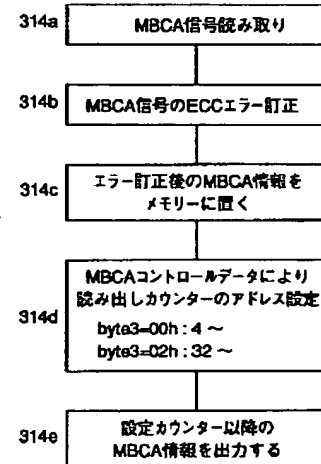 314a
MBCA信号読み取り
314b
MBCA信号のECCエラー訂正
314c
エラー訂正後のMBCA情報を
メモリーに置く
314d
MBCAコントロールデータにより
読み出しカウンターのアドレス設定
byte3=00h : 4 ～
byte3=02h : 32 ～
314e
設定カウンター以降の
MBCA情報を出力する